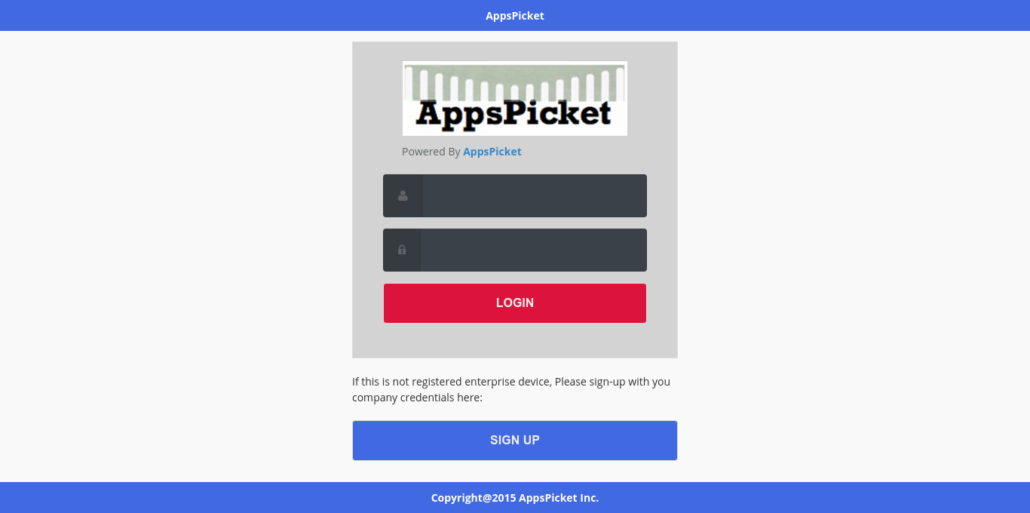 AppsPicket
AppsPicket
Powered By AppsPicket
LOGIN
If this is not registered enterprise device, Please sign-up with you
company credentials here:
SIGN UP
Copyright@2015 AppsPicket Inc.